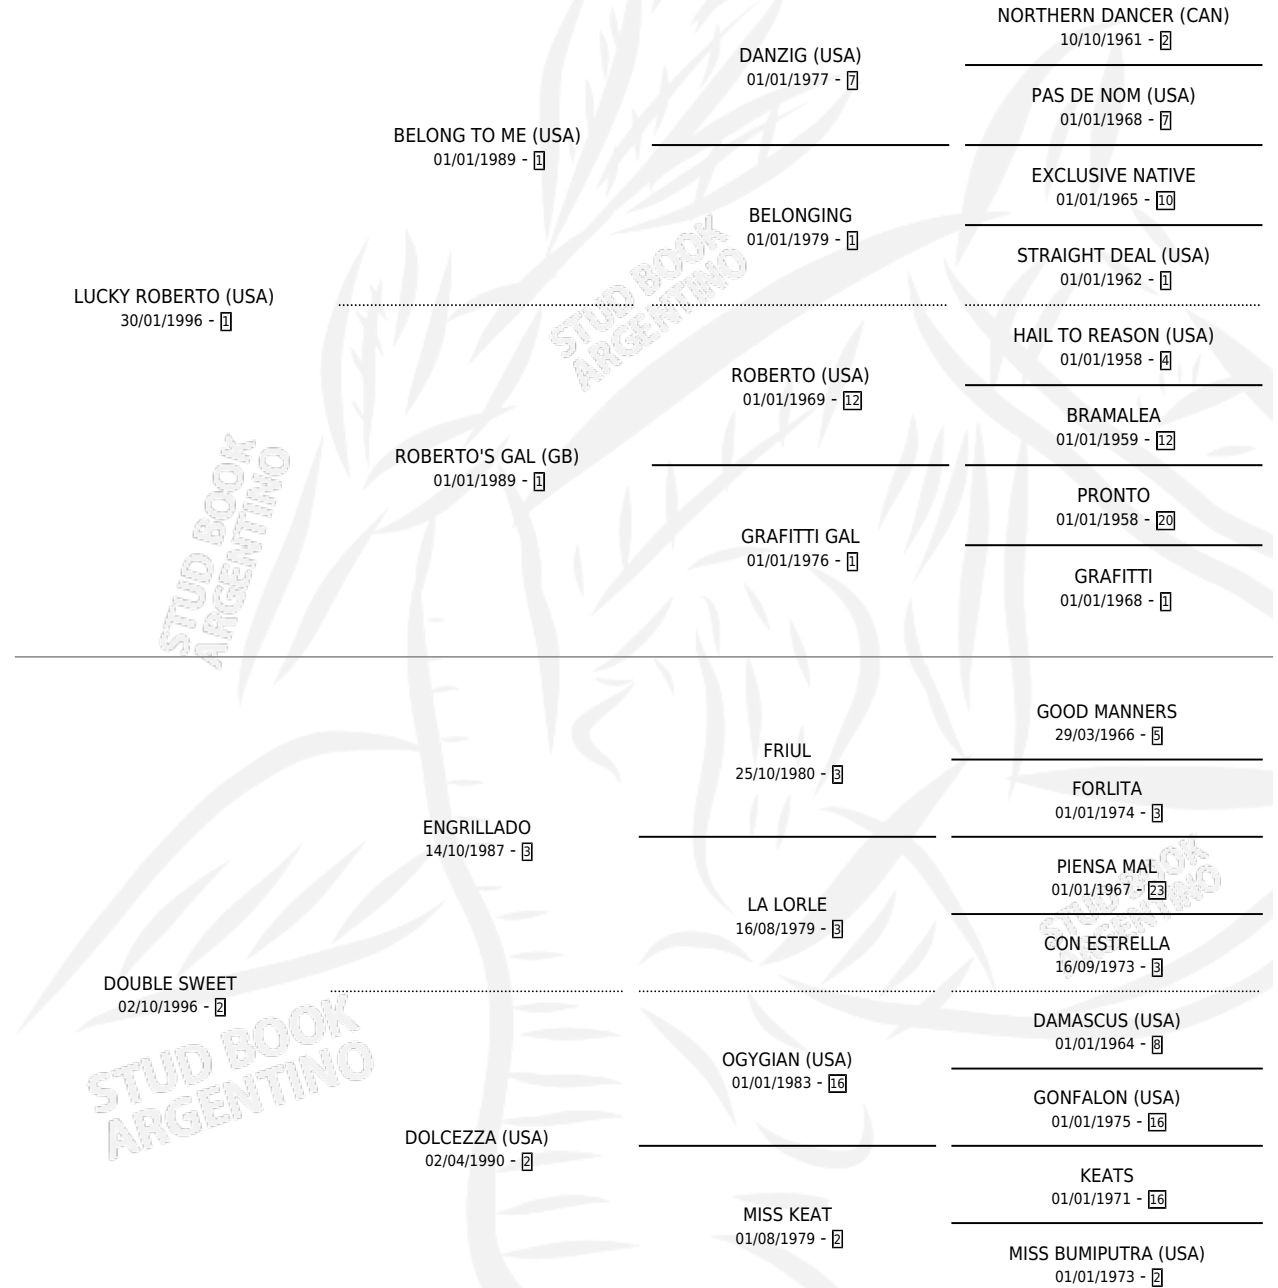 NORTHERN DANCER (CAN)
10/10/1961 - 2
DANZIG (USA)
01/01/1977 - 7
PAS DE NOM (USA)
01/01/1968 - 7
BELONG TO ME (USA)
01/01/1989 - 1
EXCLUSIVE NATIVE
01/01/1965 - 10
BELONGING
01/01/1979 - 1
STRAIGHT DEAL (USA)
01/01/1962 - 1
LUCKY ROBERTO (USA)
30/01/1996 - 1
STUD BOOK
ARGENTINO
HAIL TO REASON (USA)
01/01/1958 - 4
ROBERTO (USA)
01/01/1969 - 12
BRAMALEA
01/01/1959 - 12
ROBERTO'S GAL (GB)
01/01/1989 - 1
PRONTO
01/01/1958 - 20
GRAFITTI GAL
01/01/1976 - 1
GRAFITTI
01/01/1968 - 1
STUD BOOK
ARGENTINO
GOOD MANNERS
29/03/1966 - 5
FRIUL
25/10/1980 - 3
FORLITA
01/01/1974 - 3
ENGRILLADO
14/10/1987 - 3
PIENSA MAL
01/01/1967 - 23
LA LORLE
16/08/1979 - 3
STUD BOOK
ARGENTINO
CON ESTRELLA
16/09/1973 - 3
DOUBLE SWEET
02/10/1996 - 2
DAMASCUS (USA)
01/01/1964 - 8
OGYGIAN (USA)
01/01/1983 - 16
GONFALON (USA)
01/01/1975 - 16
STUD BOOK
ARGENTINO
DOLCEZZA (USA)
02/04/1990 - 2
KEATS
01/01/1971 - 16
MISS KEAT
01/08/1979 - 2
MISS BUMIPUTRA (USA)
01/01/1973 - 2